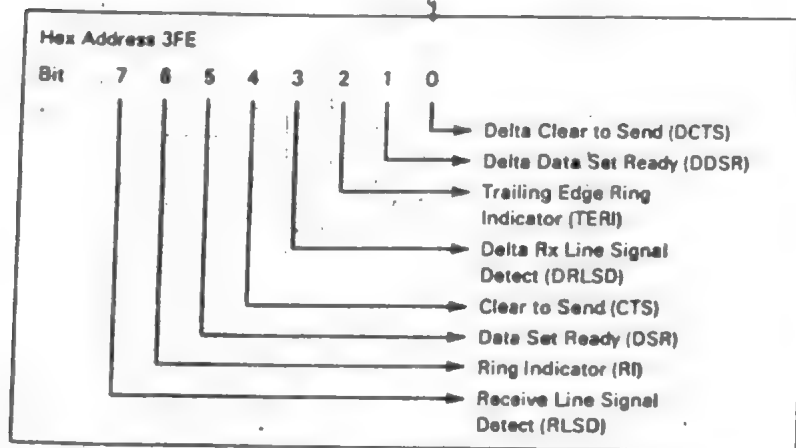 Hex Address 3FE
Bit 7 6 5 4 3 2 1 0
Delta Clear to Send (DCTS)
Delta Data Set Ready (DDSR)
Trailing Edge Ring
Indicator (TERI)
Delta Rx Line Signal
Detect (DRLSD)
Clear to Send (CTS)
Data Set Ready (DSR)
Ring Indicator (RI)
Receive Line Signal
Detect (RLSD)